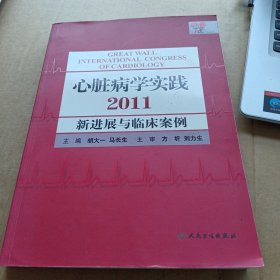 GREAT WALL
INTERNATIONAL CONGRESS
OF CARDIOLOGY
心脏病学实践
2011
新进展与临床案例
主 编 胡大一 马长生 主 审 方 圻 刘力生
人民卫生出版社